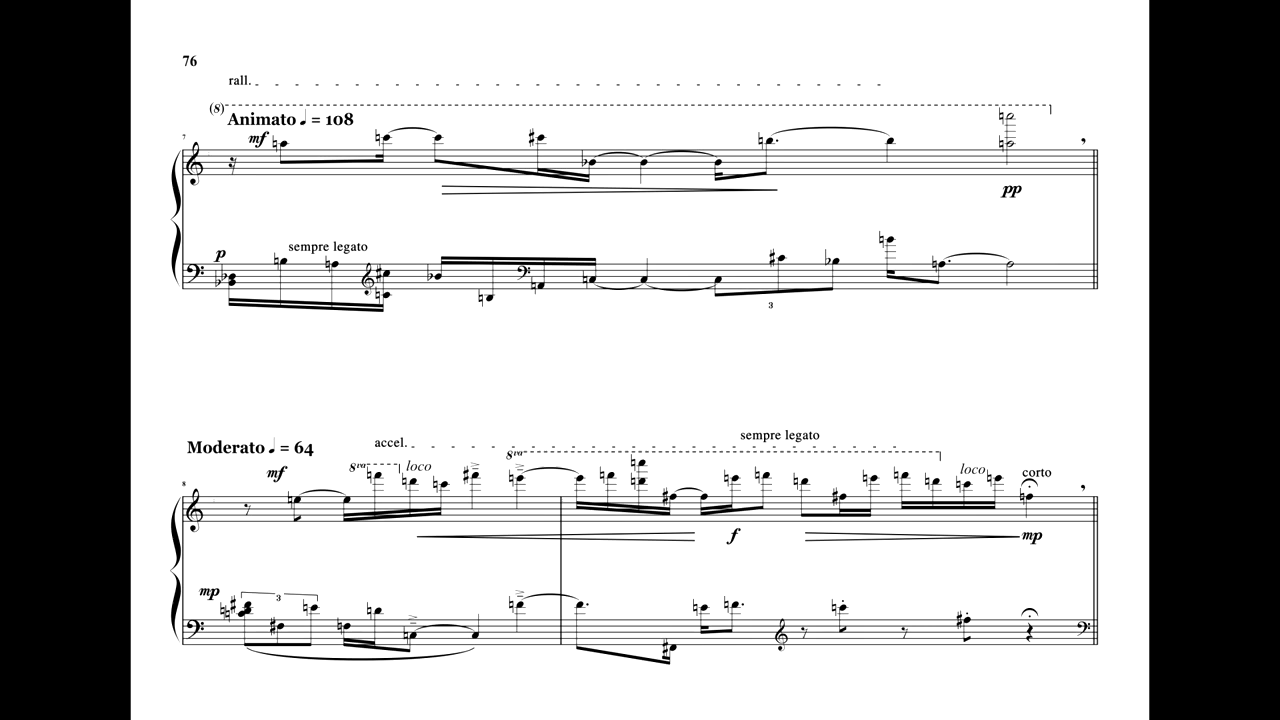 76
rall.
(8)
Animato ♩ = 108
7
mf
pp
p
sempre legato
3
Moderato ♩ = 64
accel.
sempre legato
8va
loco
8va
loco
corto
8
mf
f
mp
mp
3